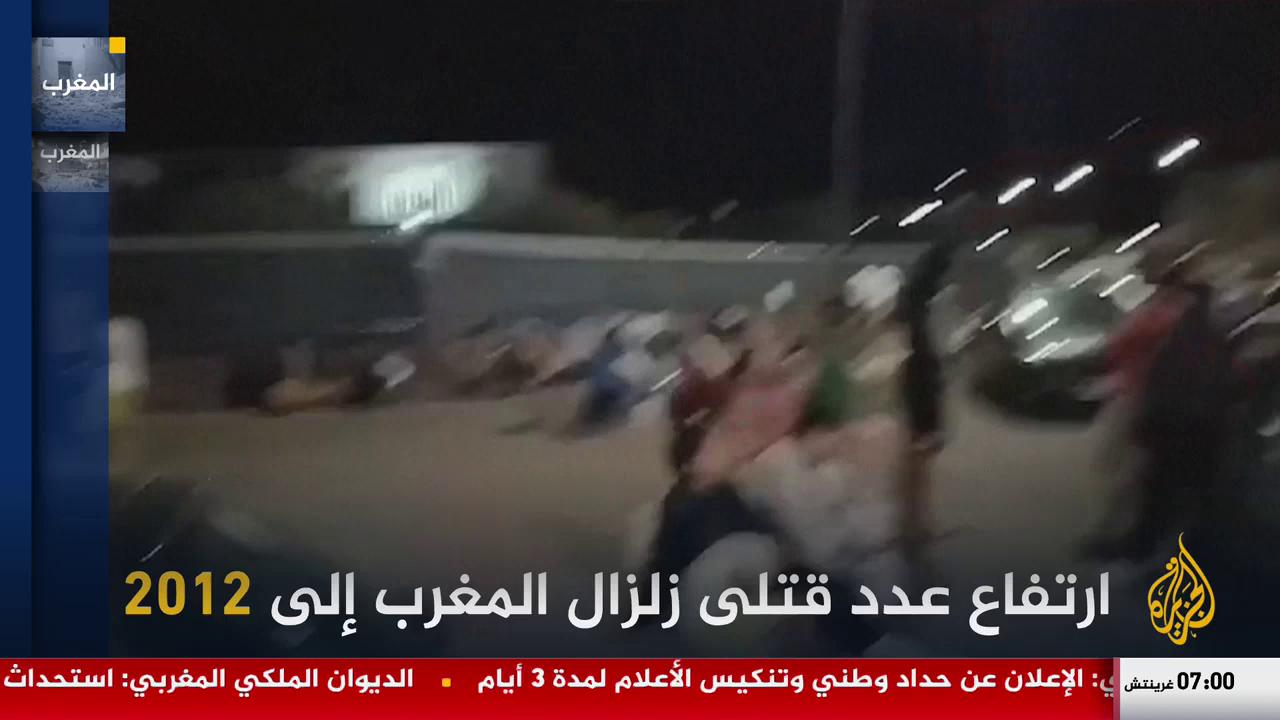 المغرب
المغرب
ارتفاع عدد قتلى زلزال المغرب إلى 2012
الجزيرة
ي: الإعلان عن حداد وطني وتنكيس الأعلام لمدة 3 أيام ▪ الديوان الملكي المغربي: استحداث
07:00 غرينتش